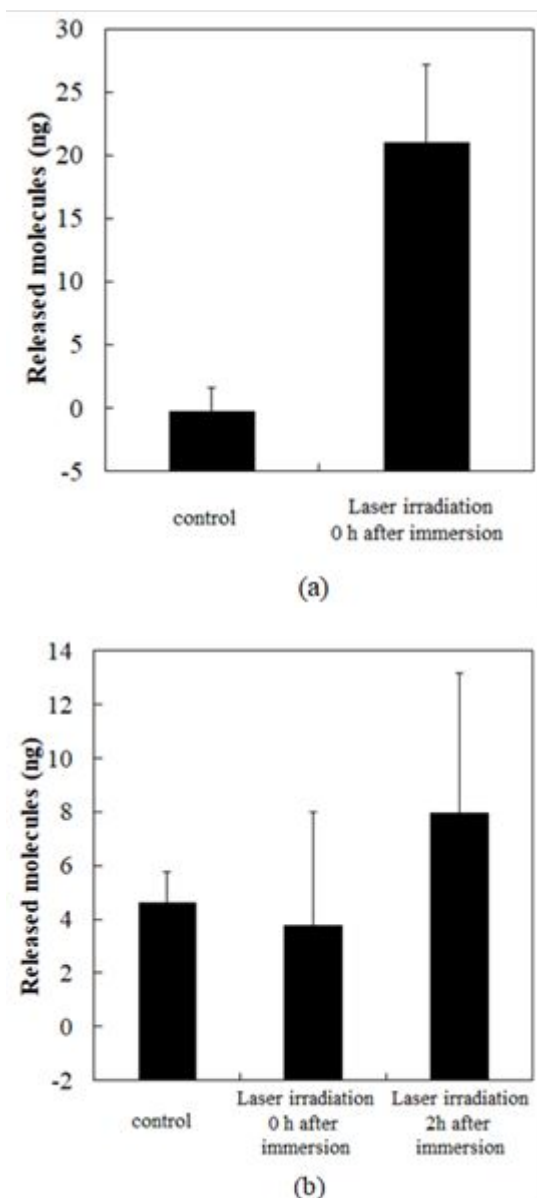 Released molecules (ng)
30
25
20
15
10
5
0
-5
control
Laser irradiation
0 h after immersion
(a)
Released molecules (ng)
14
12
10
8
6
4
2
0
-2
control
Laser irradiation
0 h after
immersion
Laser irradiation
2h after
immersion
(b)